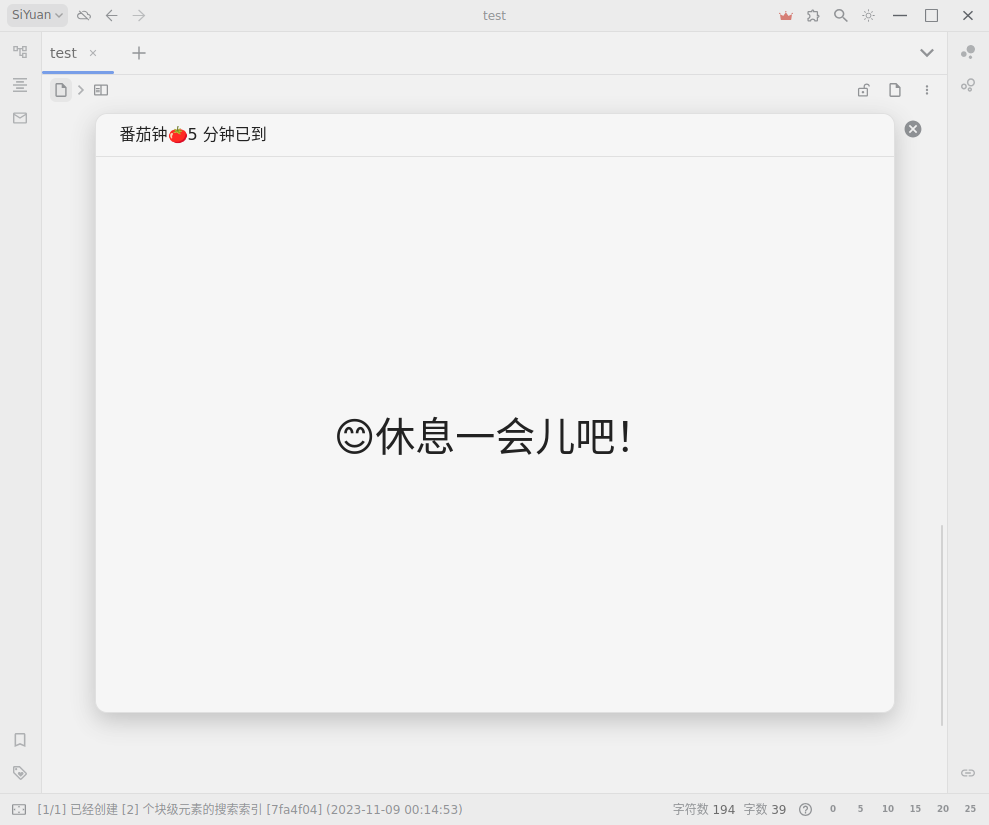 SiYuan
test
test
番茄钟🍅5 分钟已到
😊休息一会儿吧!
[1/1] 已经创建 [2] 个块级元素的搜索索引 [7fa4f04] (2023-11-09 00:14:53)
字符数 194 字数 39 0 5 10 15 20 25